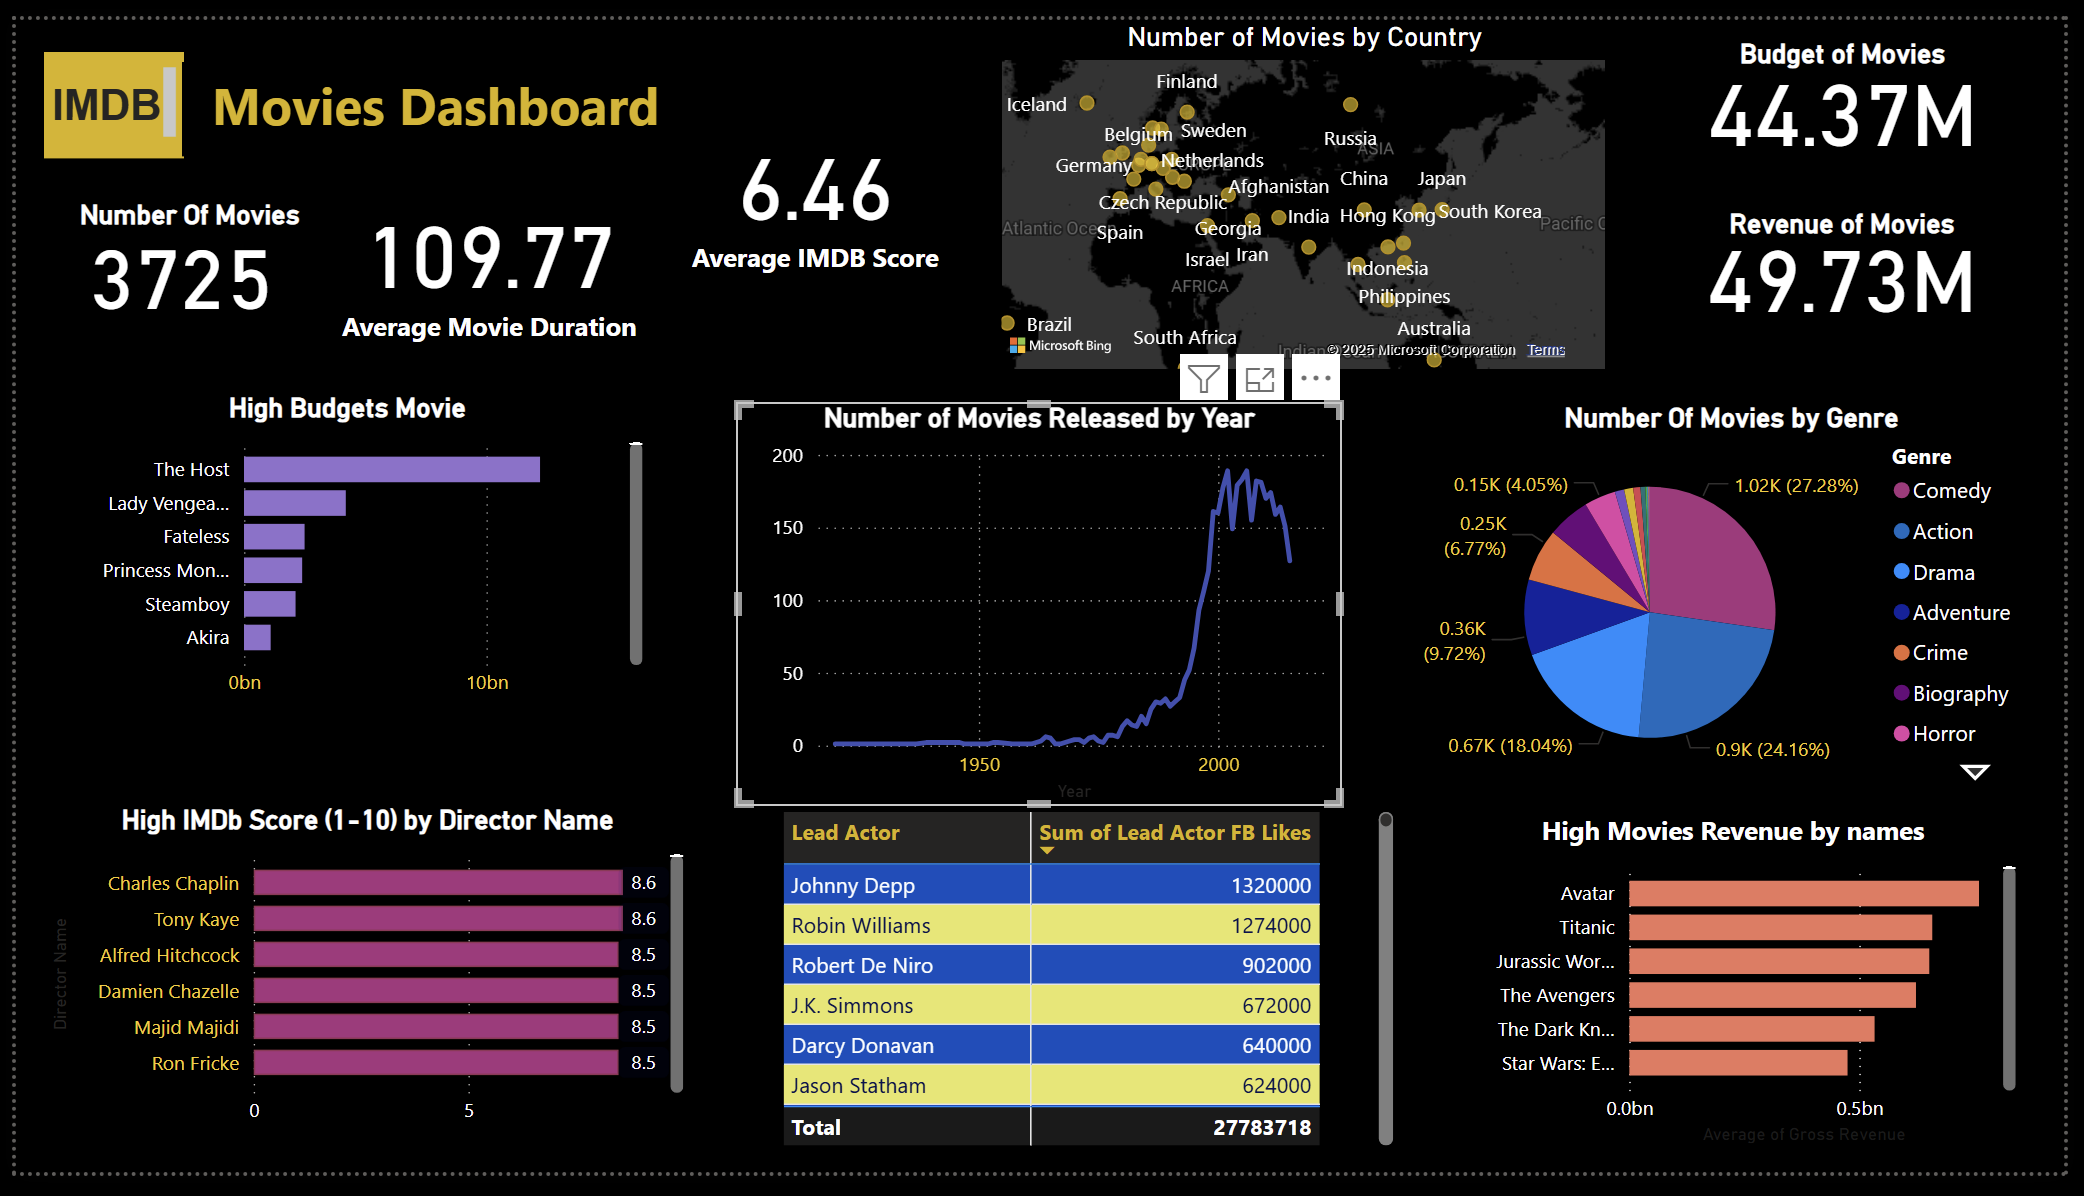 IMDB
Movies Dashboard
Number Of Movies
3725
109.77
Average Movie Duration
6.46
Average IMDB Score
Number of Movies by Country
Finland
Iceland
Belgium
Sweden
Russia
ASIA
Germany
Netherlands
China
Japan
Afghanistan
Czech Republic
India
Hong Kong
South Korea
Atlantic Oce
Spain
Georgia
Pacific
Israel
Iran
Indonesia
AFRICA
Philippines
Brazil
Australia
South Africa
Microsoft Bing
Indian
© 2025 Microsoft Corporation
Terms
Budget of Movies
44.37M
Revenue of Movies
49.73M
High Budgets Movie
The Host
Lady Vengea...
Fateless
Princess Mon...
Steamboy
Akira
0bn
10bn
Number of Movies Released by Year
200
150
100
50
0
1950
2000
Year
Number Of Movies by Genre
0.15K (4.05%)
1.02K (27.28%)
0.25K
(6.77%)
0.36K
(9.72%)
0.67K (18.04%)
0.9K (24.16%)
Genre
Comedy
Action
Drama
Adventure
Crime
Biography
Horror
High IMDb Score (1-10) by Director Name
Director Name
Charles Chaplin 8.6
Tony Kaye 8.6
Alfred Hitchcock 8.5
Damien Chazelle 8.5
Majid Majidi 8.5
Ron Fricke 8.5
0
5
Lead Actor Sum of Lead Actor FB Likes
Johnny Depp 1320000
Robin Williams 1274000
Robert De Niro 902000
J.K. Simmons 672000
Darcy Donavan 640000
Jason Statham 624000
Total 27783718
High Movies Revenue by names
Avatar
Titanic
Jurassic Wor...
The Avengers
The Dark Kn...
Star Wars: E...
0.0bn
0.5bn
Average of Gross Revenue